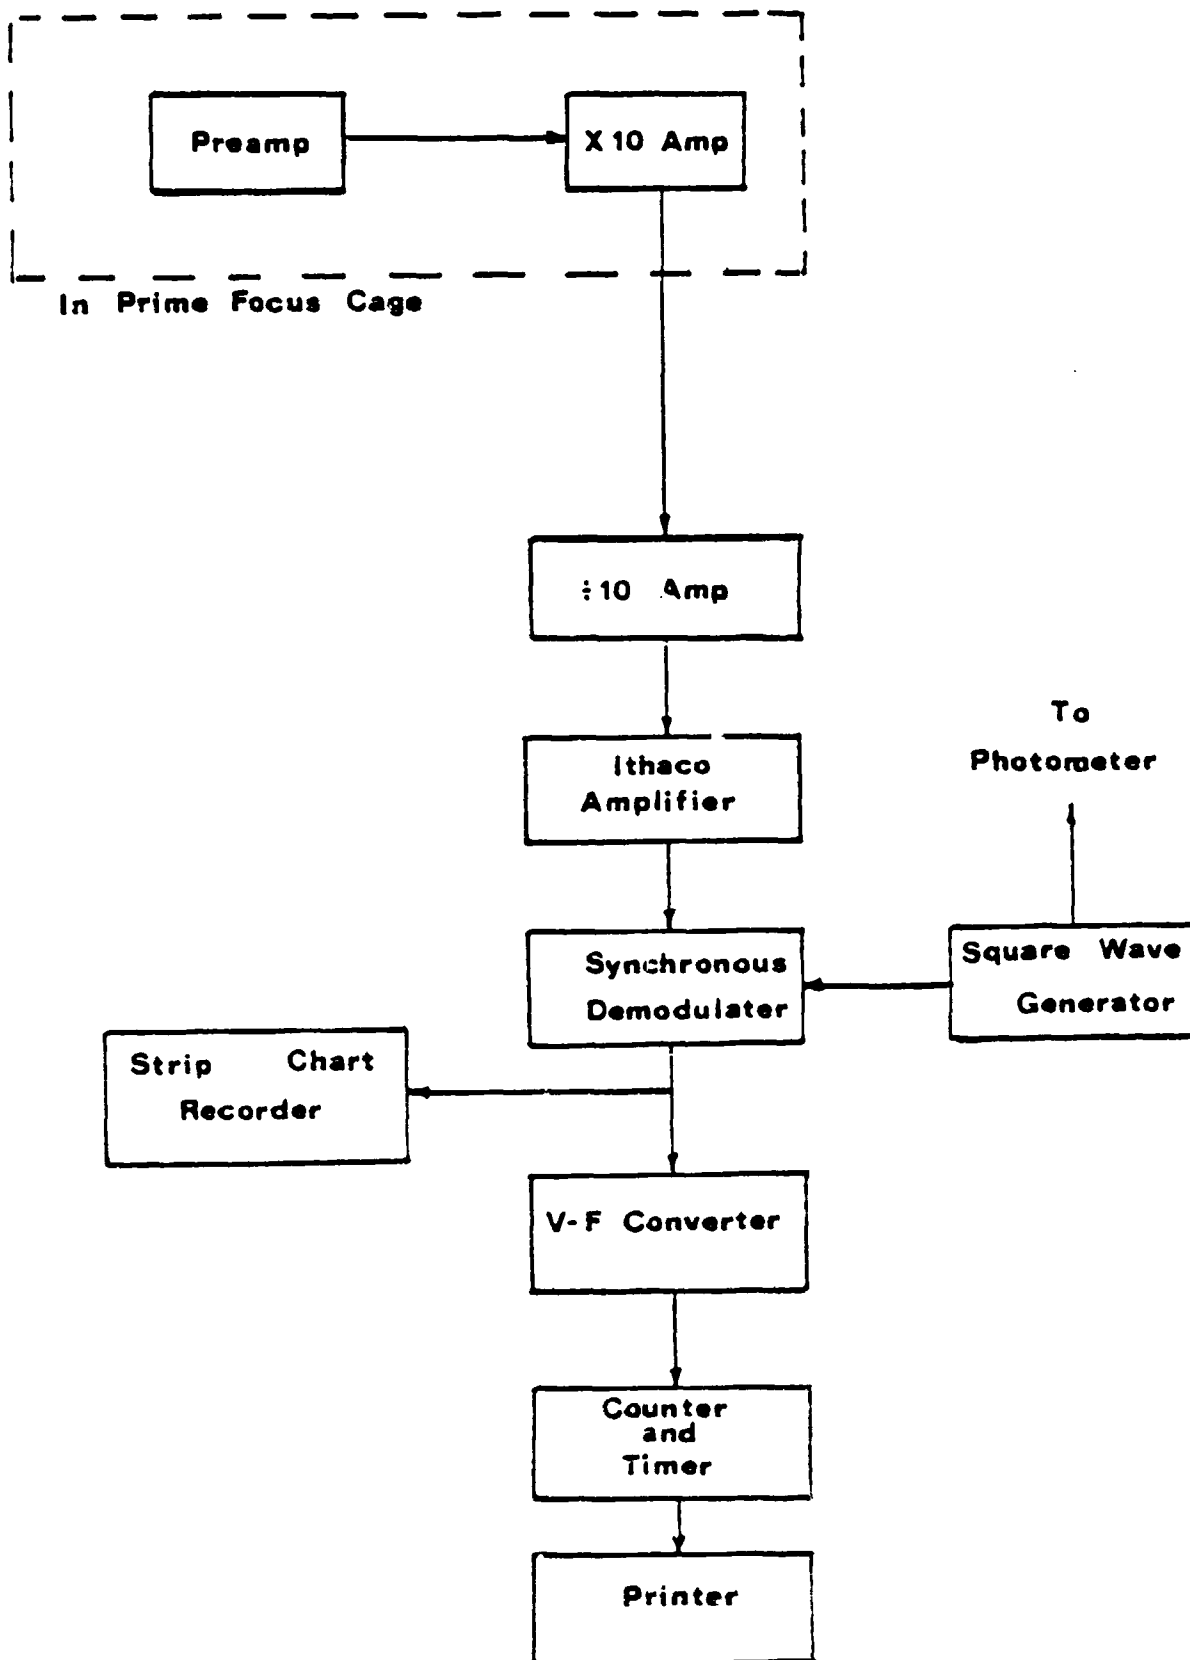 Preamp
X10 Amp
In Prime Focus Cage
÷10 Amp
Ithaco
Amplifier
To
Photometer
Synchronous
Demodulater
Square Wave
Generator
Strip Chart
Recorder
V-F Converter
Counter
and
Timer
Printer